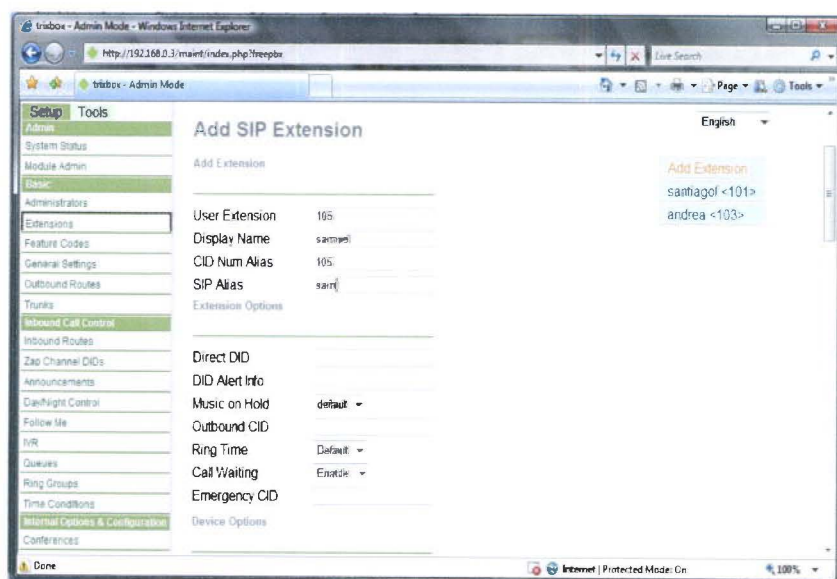 trixbox - Admin Mode - Windows Internet Explorer
http://192.168.0.3/maint/index.php?freepbx
Live Search
trixbox - Admin Mode
Page
Tools
Setup Tools
Admin
System Status
Module Admin
Basic
Administrators
Extensions
Feature Codes
General Settings
Outbound Routes
Trunks
Inbound Call Control
Inbound Routes
Zap Channel DIDs
Announcements
Day/Night Control
Follow Me
IVR
Queues
Ring Groups
Time Conditions
Internal Options & Configuration
Conferences
Add SIP Extension
Add Extension
User Extension 105
Display Name
CID Num Alias 105
SIP Alias sam
Extension Options
Direct DID
DID Alert Info
Music on Hold default
Outbound CID
Ring Time Default
Call Waiting Enable
Emergency CID
Device Options
English
Add Extension
santiagof <101>
andrea <103>
Done
Internet | Protected Mode: On
100%